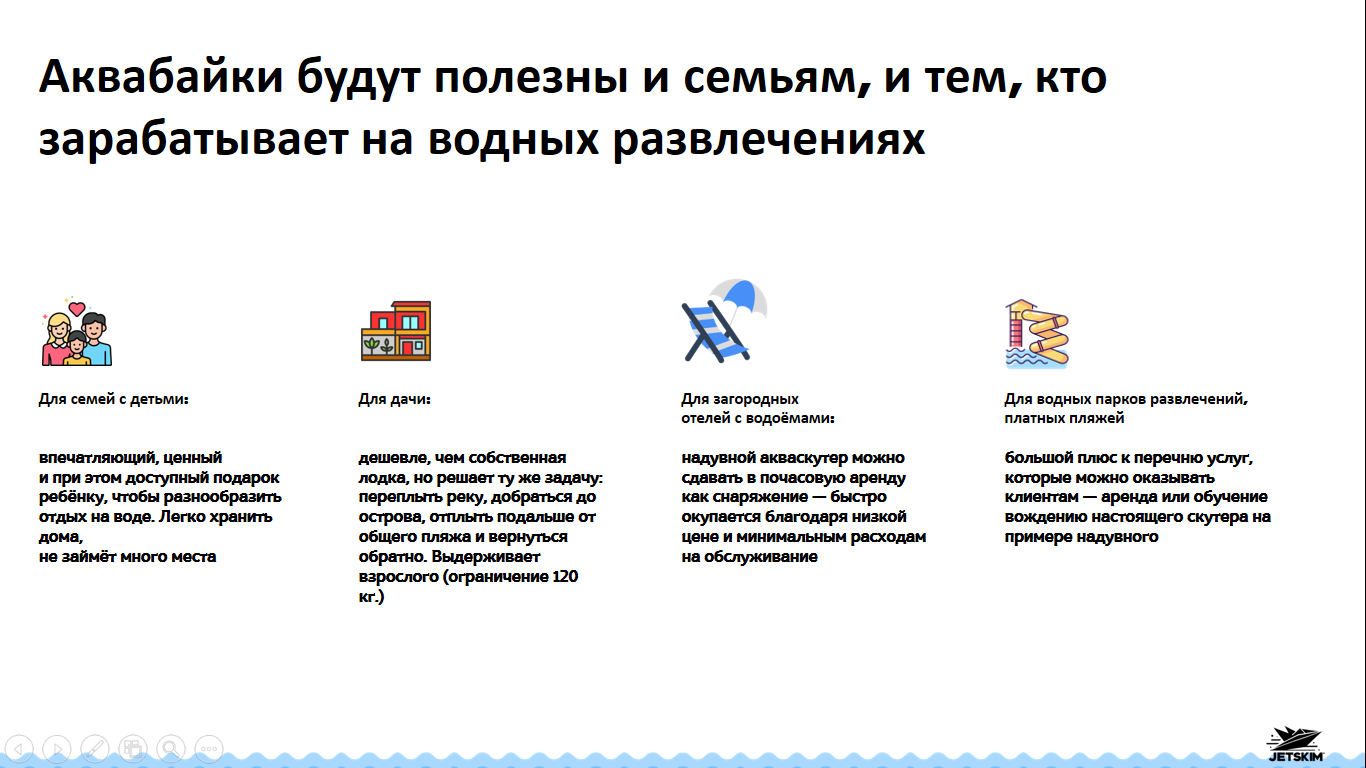 Аквабайки будут полезны и семьям, и тем, кто
зарабатывает на водных развлечениях
Для семей с детьми:
впечатляющий, ценный
и при этом доступный подарок
ребёнку, чтобы разнообразить
отдых на воде. Легко хранить
дома,
не займёт много места
Для дачи:
дешевле, чем собственная
лодка, но решает ту же задачу:
переплыть реку, добраться до
острова, отплыть подальше от
общего пляжа и вернуться
обратно. Выдерживает
взрослого (ограничение 120
кг.)
Для загородных
отелей с водоёмами:
надувной акваскутер можно
сдавать в почасовую аренду
как снаряжение — быстро
окупается благодаря низкой
цене и минимальным расходам
на обслуживание
Для водных парков развлечений,
платных пляжей
большой плюс к перечню услуг,
которые можно оказывать
клиентам — аренда или обучение
вождению настоящего скутера на
примере надувного
JETSKIM